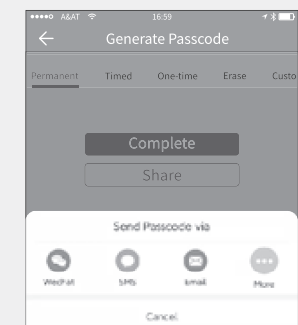 A&AT 16:59
Generate Passcode
Permanent Timed One-time Erase Custo
Complete
Share
Send Passcode via
Wechat SMS Email More
Cancel